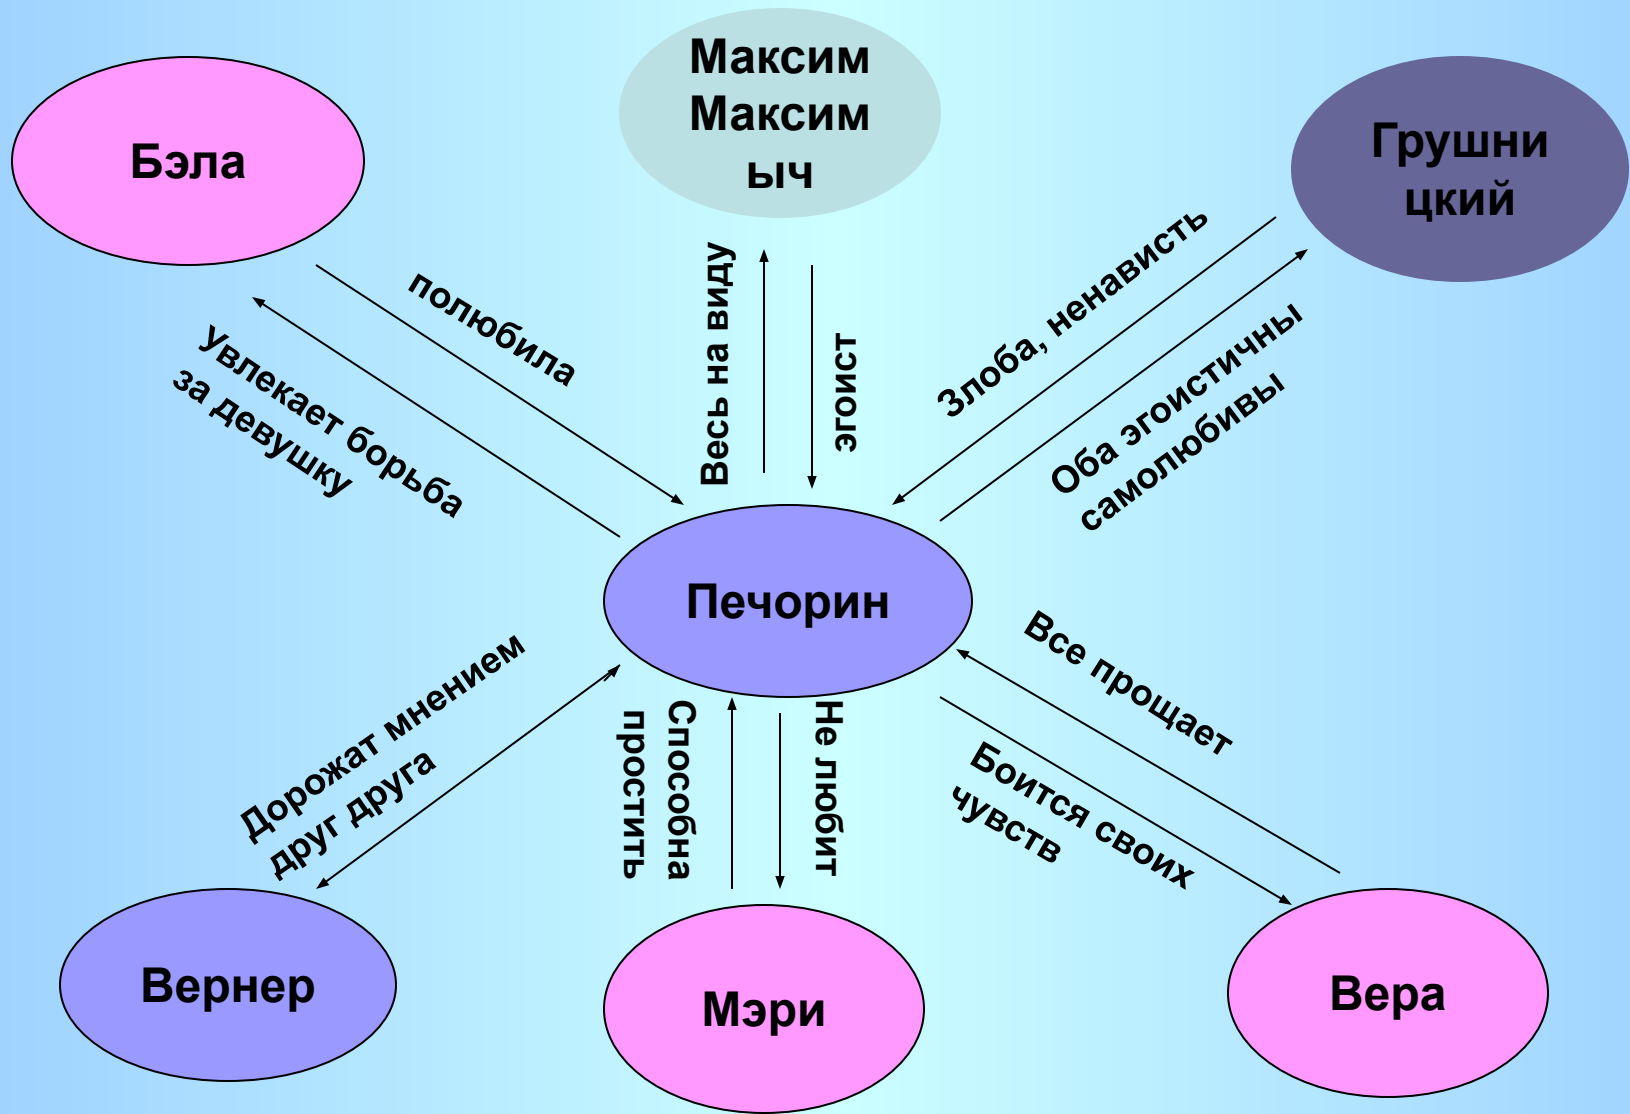 Бэла
Максим
Максим
ыч
Грушни
цкий
полюбила
Увлекает борьба
за девушку
Весь на виду
эгоист
Злоба, ненависть
Оба эгоистичны
самолюбивы
Печорин
Дорожат мнением
друг друга
Способна
простить
Не любит
Все прощает
Боится своих
чувств
Вернер
Мэри
Вера